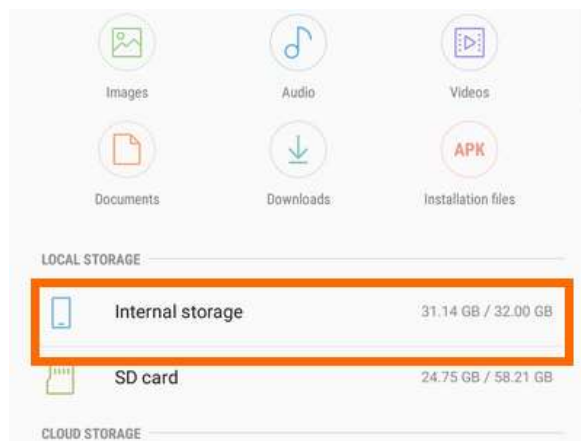 Images Audio Videos
APK
Documents Downloads Installation files
LOCAL STORAGE
Internal storage 31.14 GB / 32.00 GB
SD card 24.75 GB / 58.21 GB
CLOUD STORAGE